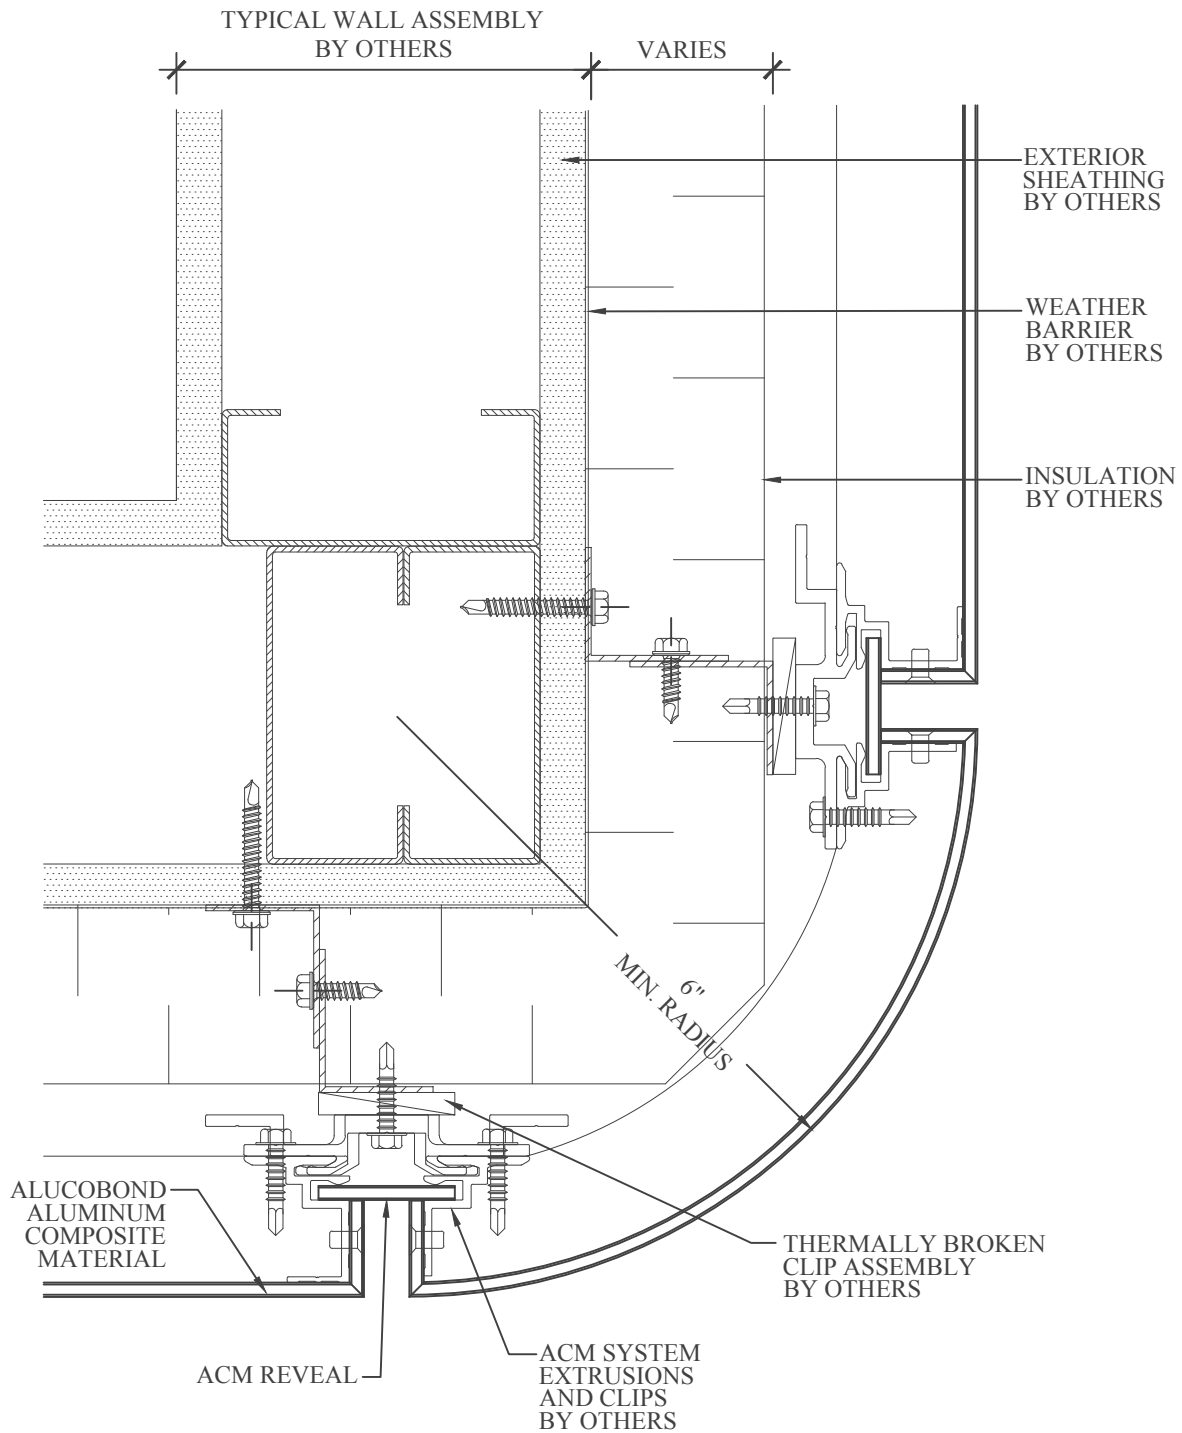 TYPICAL WALL ASSEMBLY
BY OTHERS
VARIES
EXTERIOR
SHEATHING
BY OTHERS
WEATHER
BARRIER
BY OTHERS
INSULATION
BY OTHERS
6"
MIN. RADIUS
ALUCOBOND
ALUMINUM
COMPOSITE
MATERIAL
THERMALLY BROKEN
CLIP ASSEMBLY
BY OTHERS
ACM REVEAL
ACM SYSTEM
EXTRUSIONS
AND CLIPS
BY OTHERS